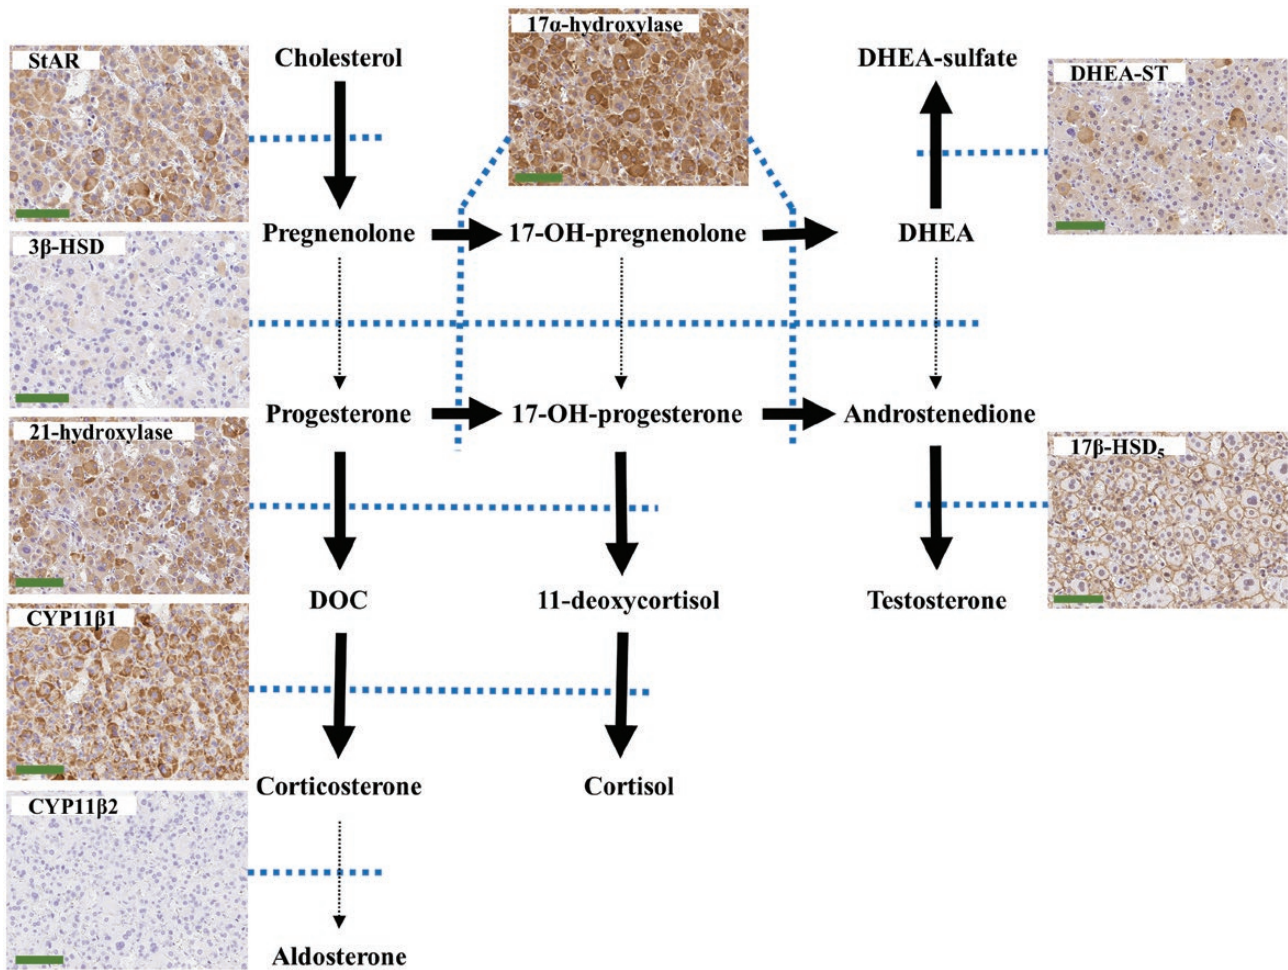 17α-hydroxylase
StAR
Cholesterol
DHEA-sulfate
DHEA-ST
Pregnenolone
17-OH-pregnenolone
DHEA
3β-HSD
Progesterone
17-OH-progesterone
Androstenedione
21-hydroxylase
17β-HSD₅
DOC
11-deoxycortisol
Testosterone
CYP11β1
Corticosterone
Cortisol
CYP11β2
Aldosterone